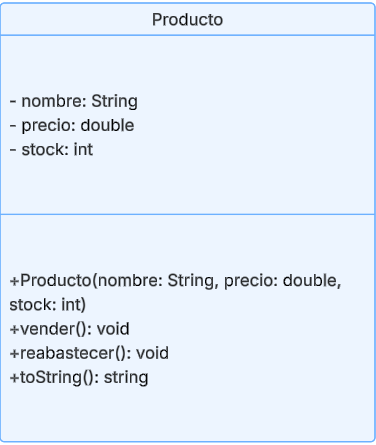 Producto
- nombre: String
- precio: double
- stock: int
+Producto(nombre: String, precio: double,
stock: int)
+vender(): void
+reabastecer(): void
+toString(): string